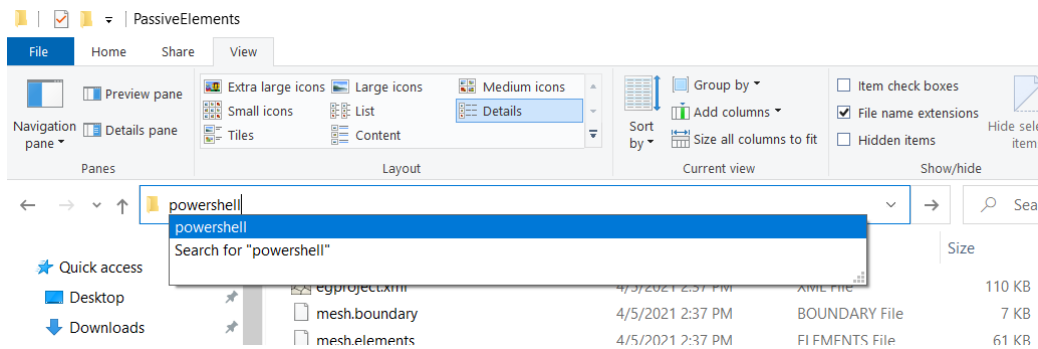 PassiveElements
File Home Share View
Navigation pane
Preview pane
Details pane
Panes
Extra large icons Large icons Medium icons
Small icons List Details
Tiles Content
Layout
Sort by
Group by
Add columns
Size all columns to fit
Current view
Item check boxes
File name extensions
Hidden items
Hide sele
item
Show/hide
powershell
Sea
powershell
Search for "powershell"
Size
Quick access
Desktop
Downloads
egproject.xml 4/5/2021 2:37 PM XML File 110 KB
mesh.boundary 4/5/2021 2:37 PM BOUNDARY File 7 KB
mesh.elements 4/5/2021 2:37 PM ELEMENTS File 61 KB